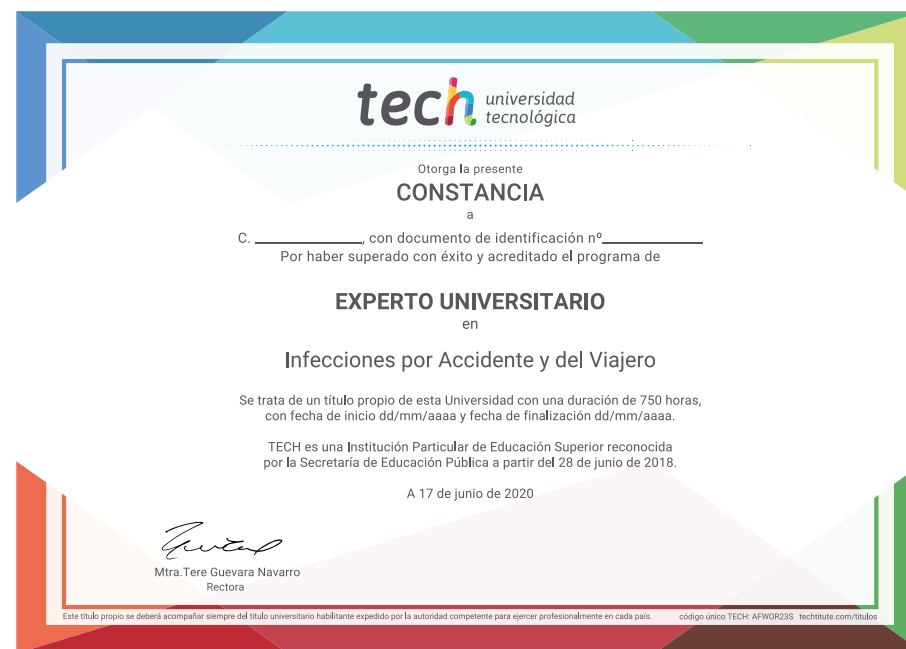 tech universidad
tecnológica
Otorga la presente
CONSTANCIA
a
C. ____________, con documento de identificación nº____________
Por haber superado con éxito y acreditado el programa de
EXPERTO UNIVERSITARIO
en
Infecciones por Accidente y del Viajero
Se trata de un título propio de esta Universidad con una duración de 750 horas,
con fecha de inicio dd/mm/aaaa y fecha de finalización dd/mm/aaaa.
TECH es una Institución Particular de Educación Superior reconocida
por la Secretaría de Educación Pública a partir del 28 de junio de 2018.
A 17 de junio de 2020
Mtra.Tere Guevara Navarro
Rectora
Este título propio se deberá acompañar siempre del título universitario habilitante expedido por la autoridad competente para ejercer profesionalmente en cada país. código único TECH: AFWOR23S techtitute.com/titulos